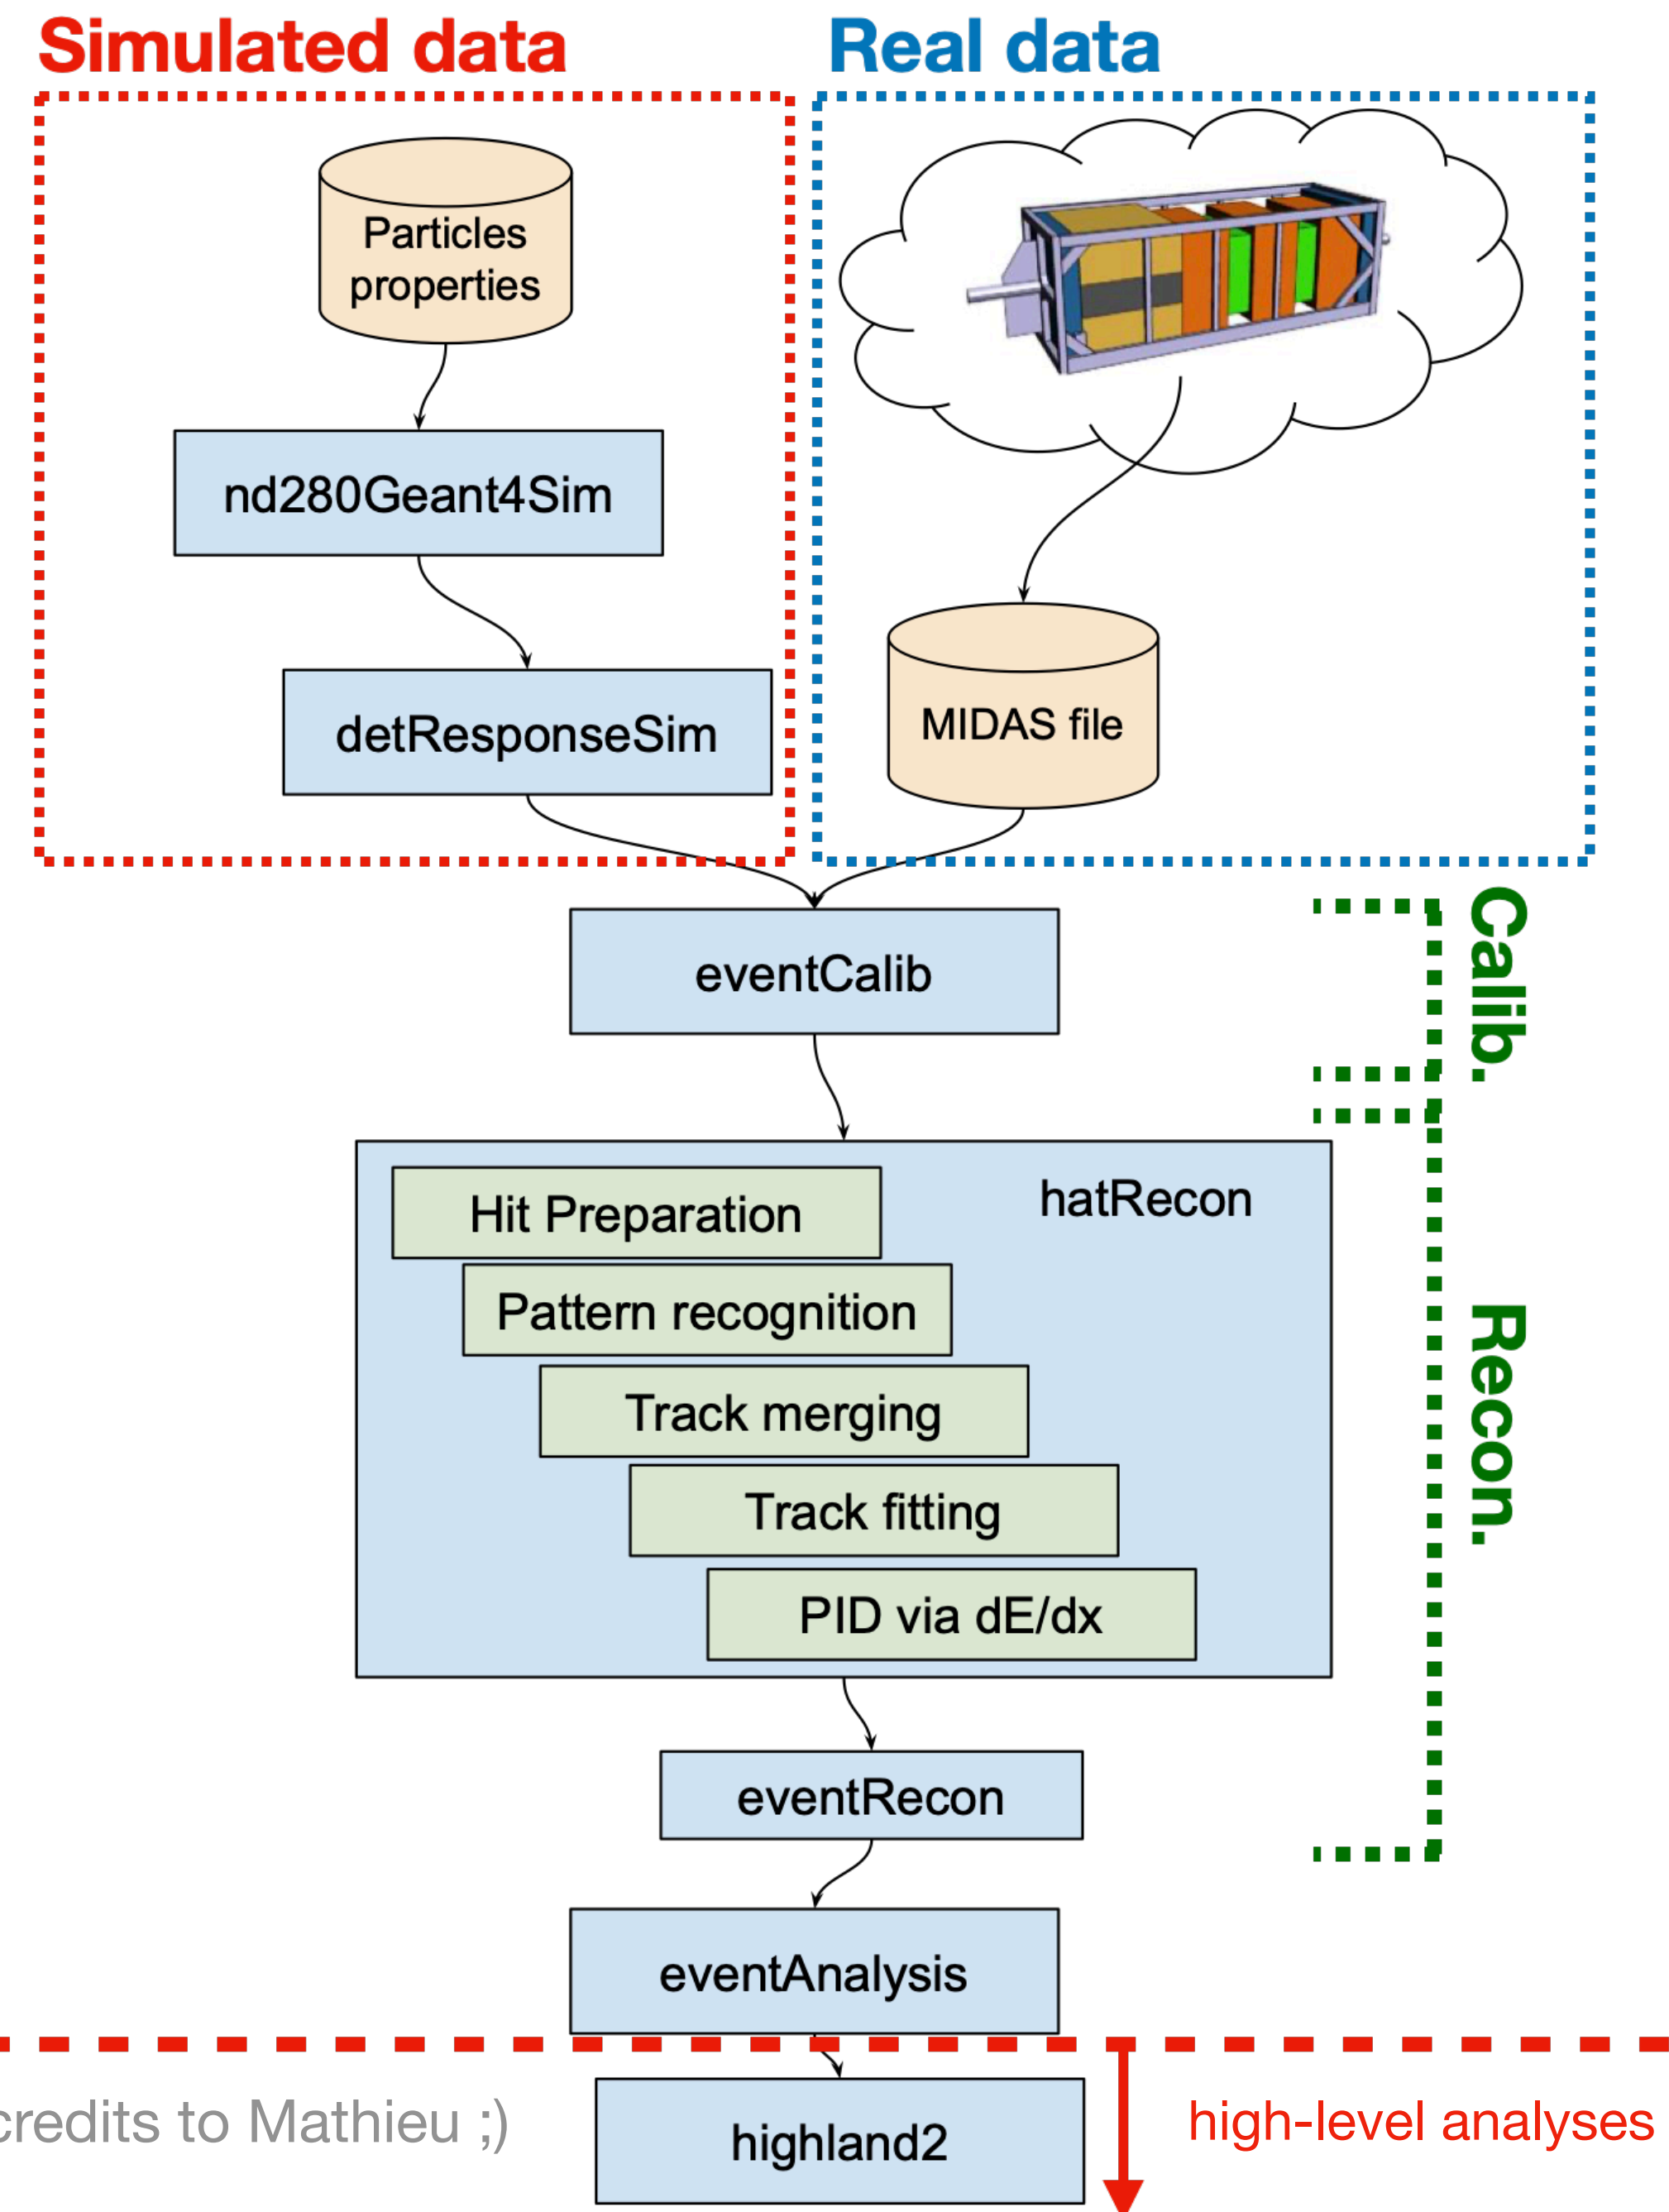 Simulated data
Real data
Particles
properties
nd280Geant4Sim
detResponseSim
MIDAS file
eventCalib
Calib.
hatRecon
Hit Preparation
Pattern recognition
Track merging
Track fitting
PID via dE/dx
Recon.
eventRecon
eventAnalysis
credits to Mathieu ;)
highland2
high-level analyses